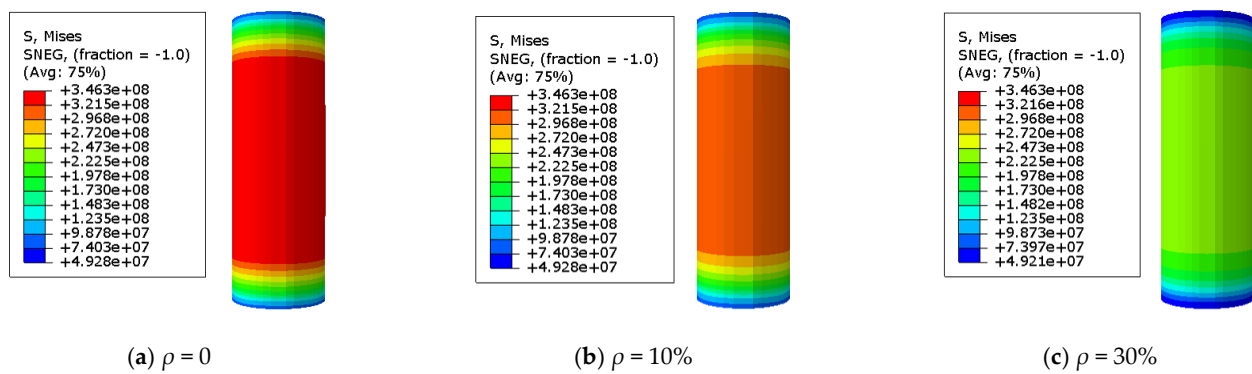 S, Mises
SNEG, (fraction = -1.0)
(Avg: 75%)
+3.463e+08
+3.215e+08
+2.968e+08
+2.720e+08
+2.473e+08
+2.225e+08
+1.978e+08
+1.730e+08
+1.483e+08
+1.235e+08
+9.877e+07
+7.403e+07
+4.928e+07
(a) ρ = 0
S, Mises
SNEG, (fraction = -1.0)
(Avg: 75%)
+3.463e+08
+3.215e+08
+2.968e+08
+2.720e+08
+2.473e+08
+2.225e+08
+1.978e+08
+1.730e+08
+1.483e+08
+1.235e+08
+9.878e+07
+7.403e+07
+4.928e+07
(b) ρ = 10%
S, Mises
SNEG, (fraction = -1.0)
(Avg: 75%)
+3.463e+08
+3.216e+08
+2.968e+08
+2.720e+08
+2.473e+08
+2.225e+08
+1.978e+08
+1.730e+08
+1.482e+08
+1.235e+08
+9.873e+07
+7.397e+07
+4.921e+07
(c) ρ = 30%